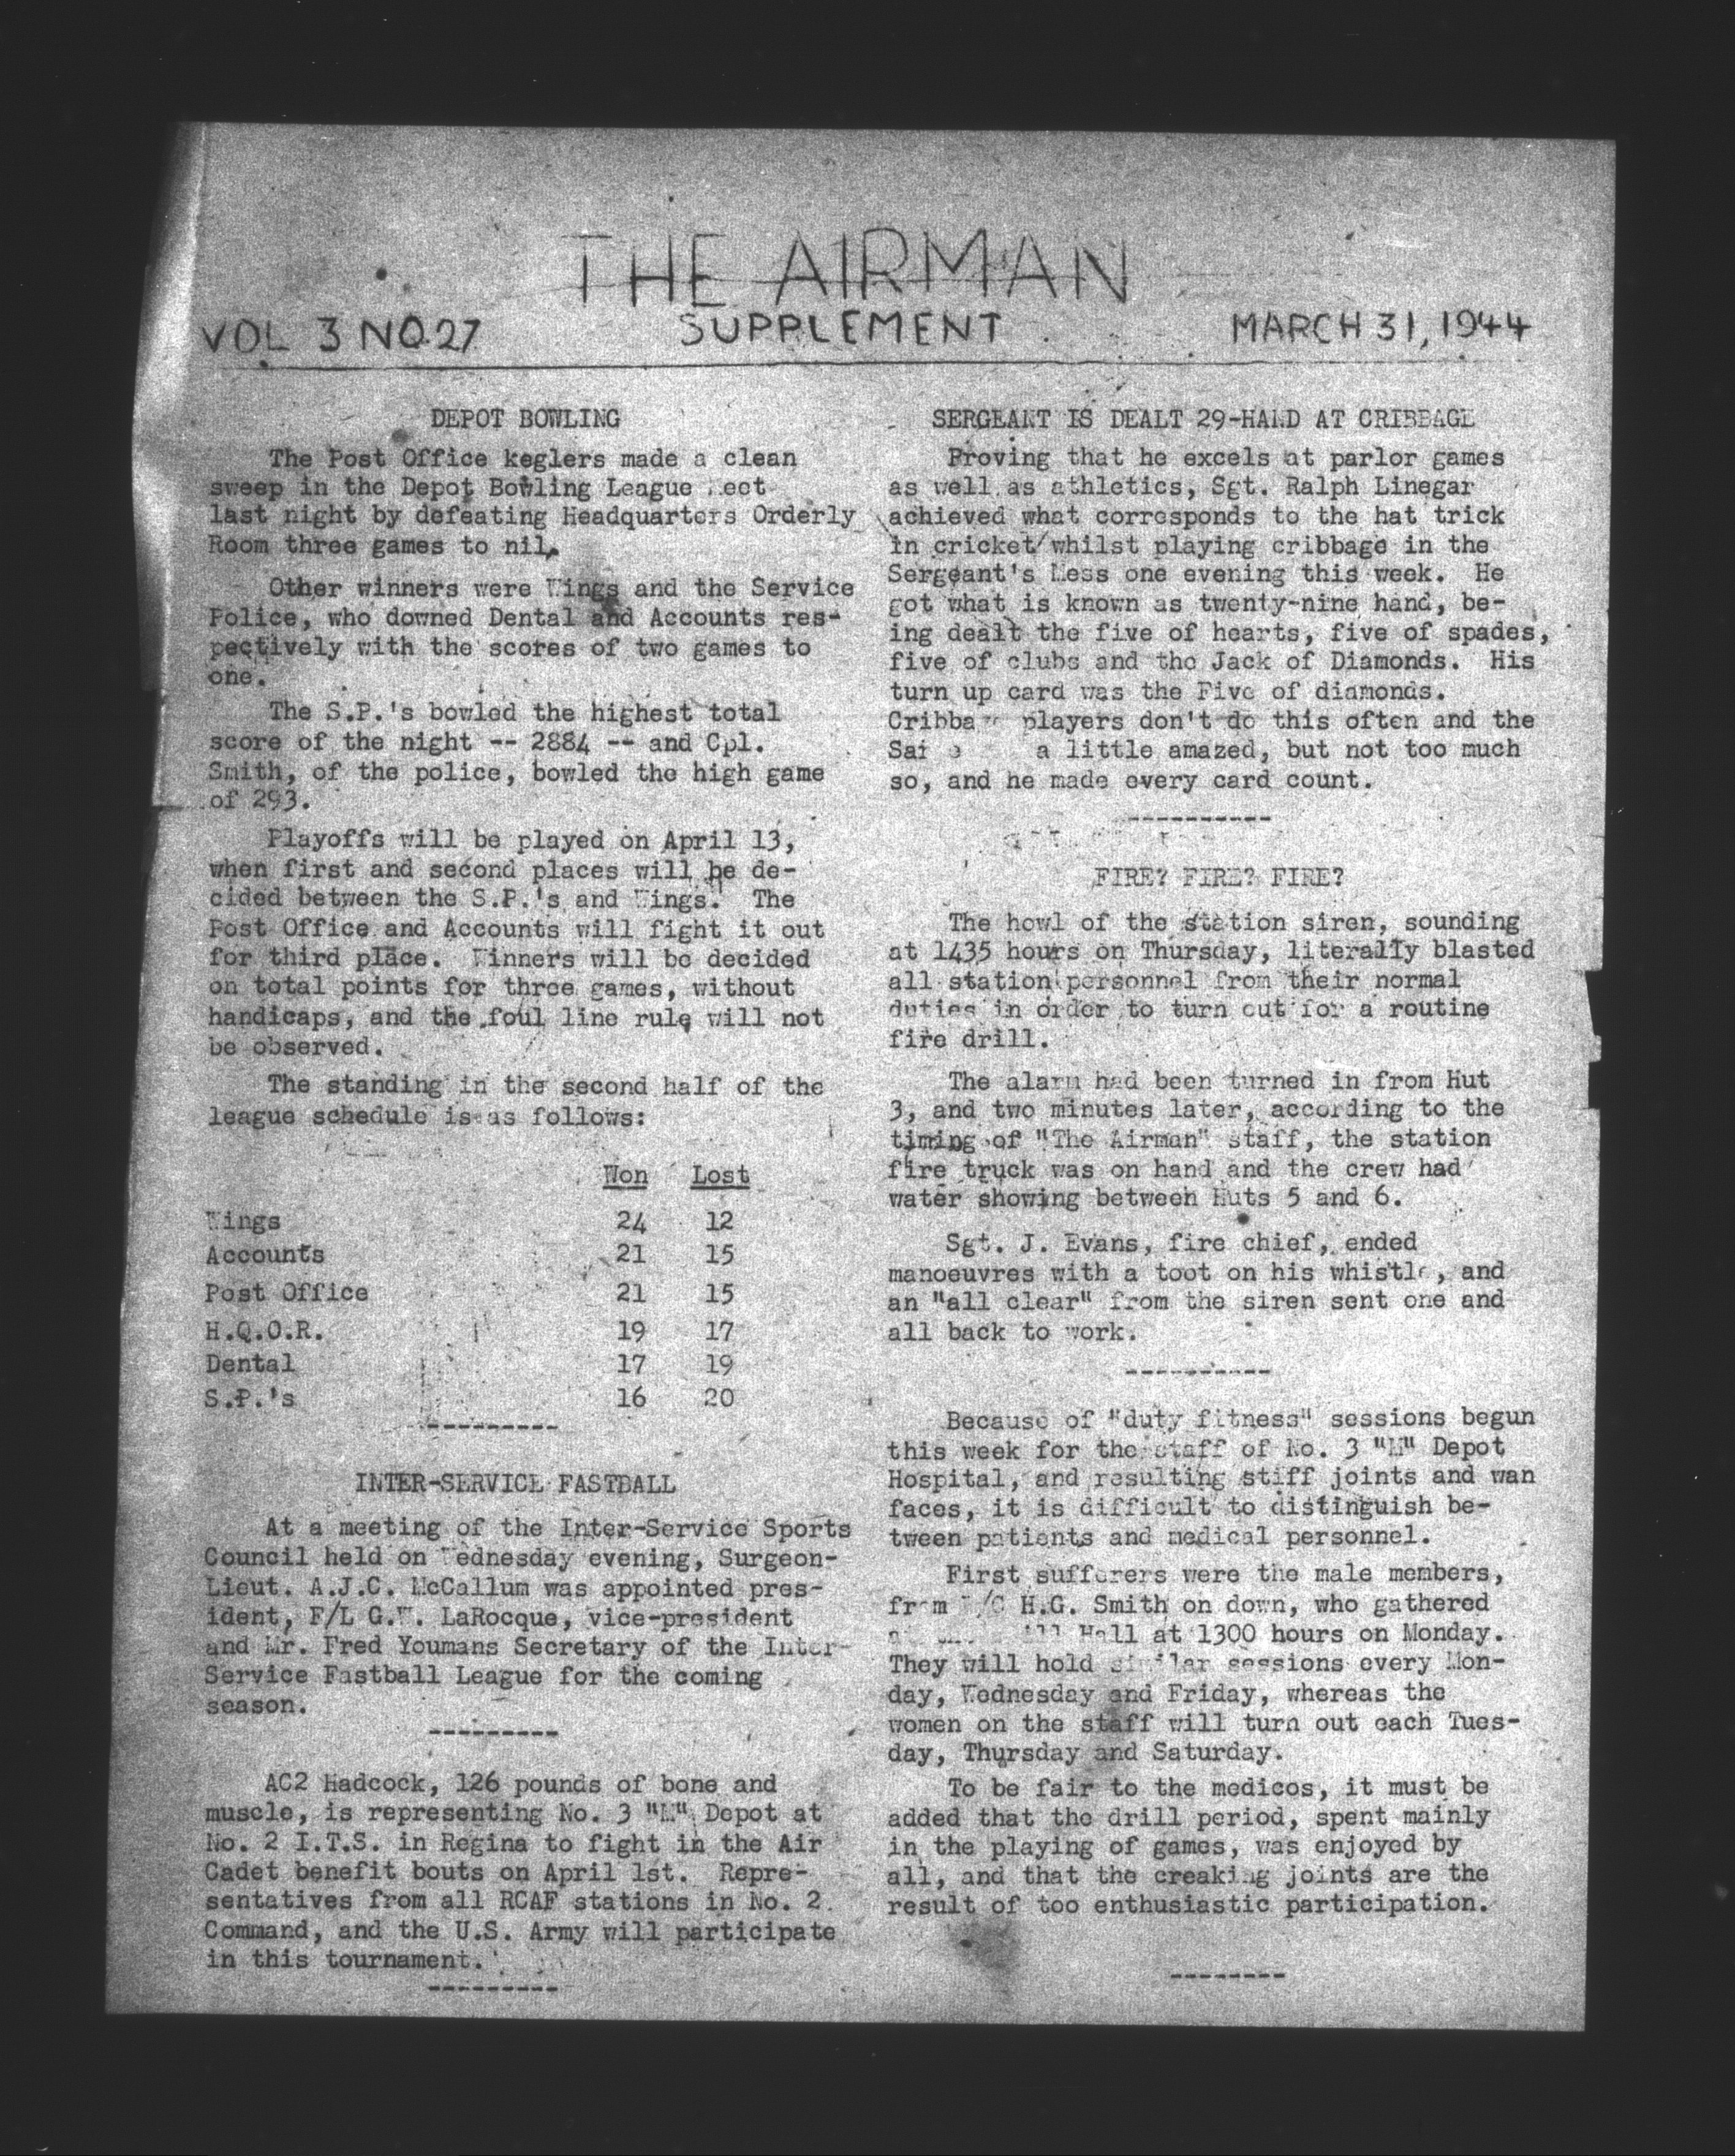 THE AIRMAN
VOL 3 NO.27 SUPPLEMENT MARCH 31, 1944
DEPOT BOWLING
The Post Office keglers made a clean
sweep in the Depot Bowling League
last night by defeating Headquarters Orderly
Room three games to nil.
Other winners were Wings and the Service
Police, who downed Dental and Accounts res-
pectively with the scores of two games to
one.
The S.P.'s bowled the highest total
score of the night -- 2884 -- and Cpl.
Smith, of the police, bowled the high game
of 293.
Playoffs will be played on April 13,
when first and second places will be de-
cided between the S.P.'s and Wings. The
Post Office and Accounts will fight it out
for third place. Winners will be decided
on total points for three games, without
handicaps, and the foul line rule will not
be observed.
The standing in the second half of the
league schedule is as follows:
Won Lost
Wings 24 12
Accounts 21 15
Post Office 21 15
H.Q.O.R. 19 17
Dental 17 19
S.P.'s 16 20
----------
INTER-SERVICE FASTBALL
At a meeting of the Inter-Service Sports
Council held on Wednesday evening, Surgeon-
Lieut. A.J.C. McCallum was appointed pres-
ident, F/L G.W. LaRocque, vice-president
and Mr. Fred Youmans Secretary of the Inter-
Service Fastball League for the coming
season.
----------
AC2 Hadcock, 126 pounds of bone and
muscle, is representing No. 3 "M" Depot at
No. 2 I.T.S. in Regina to fight in the Air
Cadet benefit bouts on April 1st. Repre-
sentatives from all RCAF stations in No. 2
Command, and the U.S. Army will participate
in this tournament.
----------
SERGEANT IS DEALT 29-HAND AT CRIBBAGE
Proving that he excels at parlor games
as well as athletics, Sgt. Ralph Linegar
achieved what corresponds to the hat trick
in cricket whilst playing cribbage in the
Sergeant's Mess one evening this week. He
got what is known as twenty-nine hand, be-
ing dealt the five of hearts, five of spades,
five of clubs and the Jack of Diamonds. His
turn up card was the Five of diamonds.
players don't do this often and the
a little amazed, but not too much
so, and he made every card count.
----------
FIRE? FIRE? FIRE?
The howl of the station siren, sounding
at 1435 hours on Thursday, literally blasted
all station personnel from their normal
duties in order to turn out for a routine
fire drill.
The alarm had been turned in from Hut
3, and two minutes later, according to the
timing of "The Airman" staff, the station
fire truck was on hand and the crew had
water showing between Huts 5 and 6.
Sgt. J. Evans, fire chief, ended
manoeuvres with a toot on his whistle, and
an "all clear" from the siren sent one and
all back to work.
----------
Because of "duty fitness" sessions begun
this week for the staff of No. 3 "M" Depot
Hospital, and resulting stiff joints and wan
faces, it is difficult to distinguish be-
tween patients and medical personnel.
First sufferers were the male members,
from H.G. Smith on down, who gathered
Hall at 1300 hours on Monday.
They will hold similar sessions every Mon-
day, Wednesday and Friday, whereas the
women on the staff will turn out each Tues-
day, Thursday and Saturday.
To be fair to the medicos, it must be
added that the drill period, spent mainly
in the playing of games, was enjoyed by
all, and that the creaking joints are the
result of too enthusiastic participation.
---------